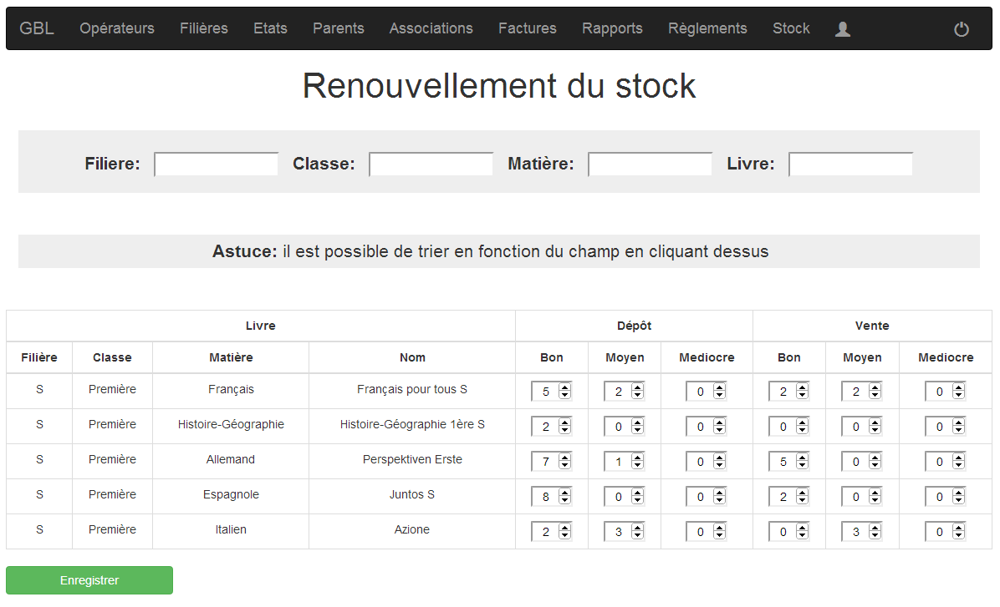 GBL Opérateurs Filières Etats Parents Associations Factures Rapports Règlements Stock
Renouvellement du stock
Filiere: Classe: Matière: Livre:
Astuce: il est possible de trier en fonction du champ en cliquant dessus
Livre Dépôt Vente
Filière Classe Matière Nom Bon Moyen Mediocre Bon Moyen Mediocre
S Première Français Français pour tous S 5 2 0 2 2 0
S Première Histoire-Géographie Histoire-Géographie 1ère S 2 0 0 0 0 0
S Première Allemand Perspektiven Erste 7 1 0 5 0 0
S Première Espagnole Juntos S 8 0 0 2 0 0
S Première Italien Azione 2 3 0 0 3 0
Enregistrer